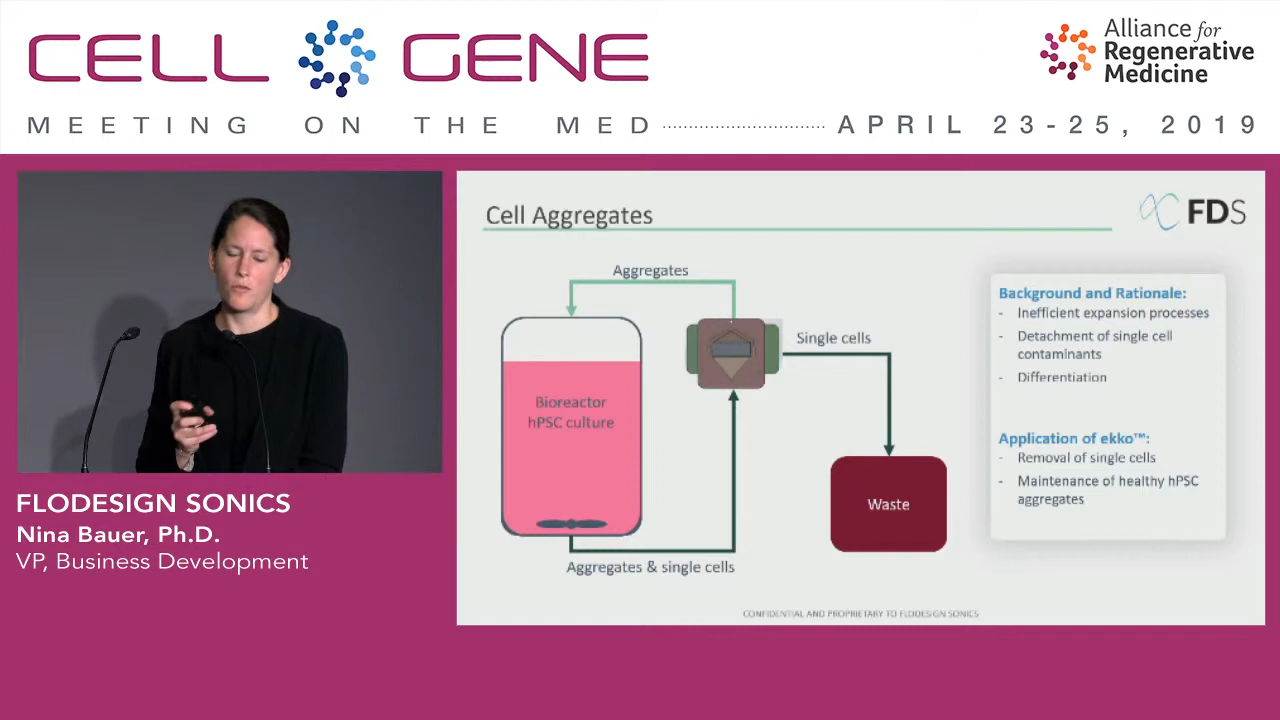 CELL GENE
Alliance for
Regenerative
Medicine
MEETING ON THE MED
APRIL 23-25, 2019
Cell Aggregates
FDS
Aggregates
Single cells
Bioreactor
hPSC culture
Waste
Aggregates & single cells
Background and Rationale:
- Inefficient expansion processes
- Detachment of single cell
contaminants
- Differentiation
Application of ekko™:
- Removal of single cells
- Maintenance of healthy hPSC
aggregates
CONFIDENTIAL AND PROPRIETARY TO FLODESIGN SONICS
FLODESIGN SONICS
Nina Bauer, Ph.D.
VP, Business Development